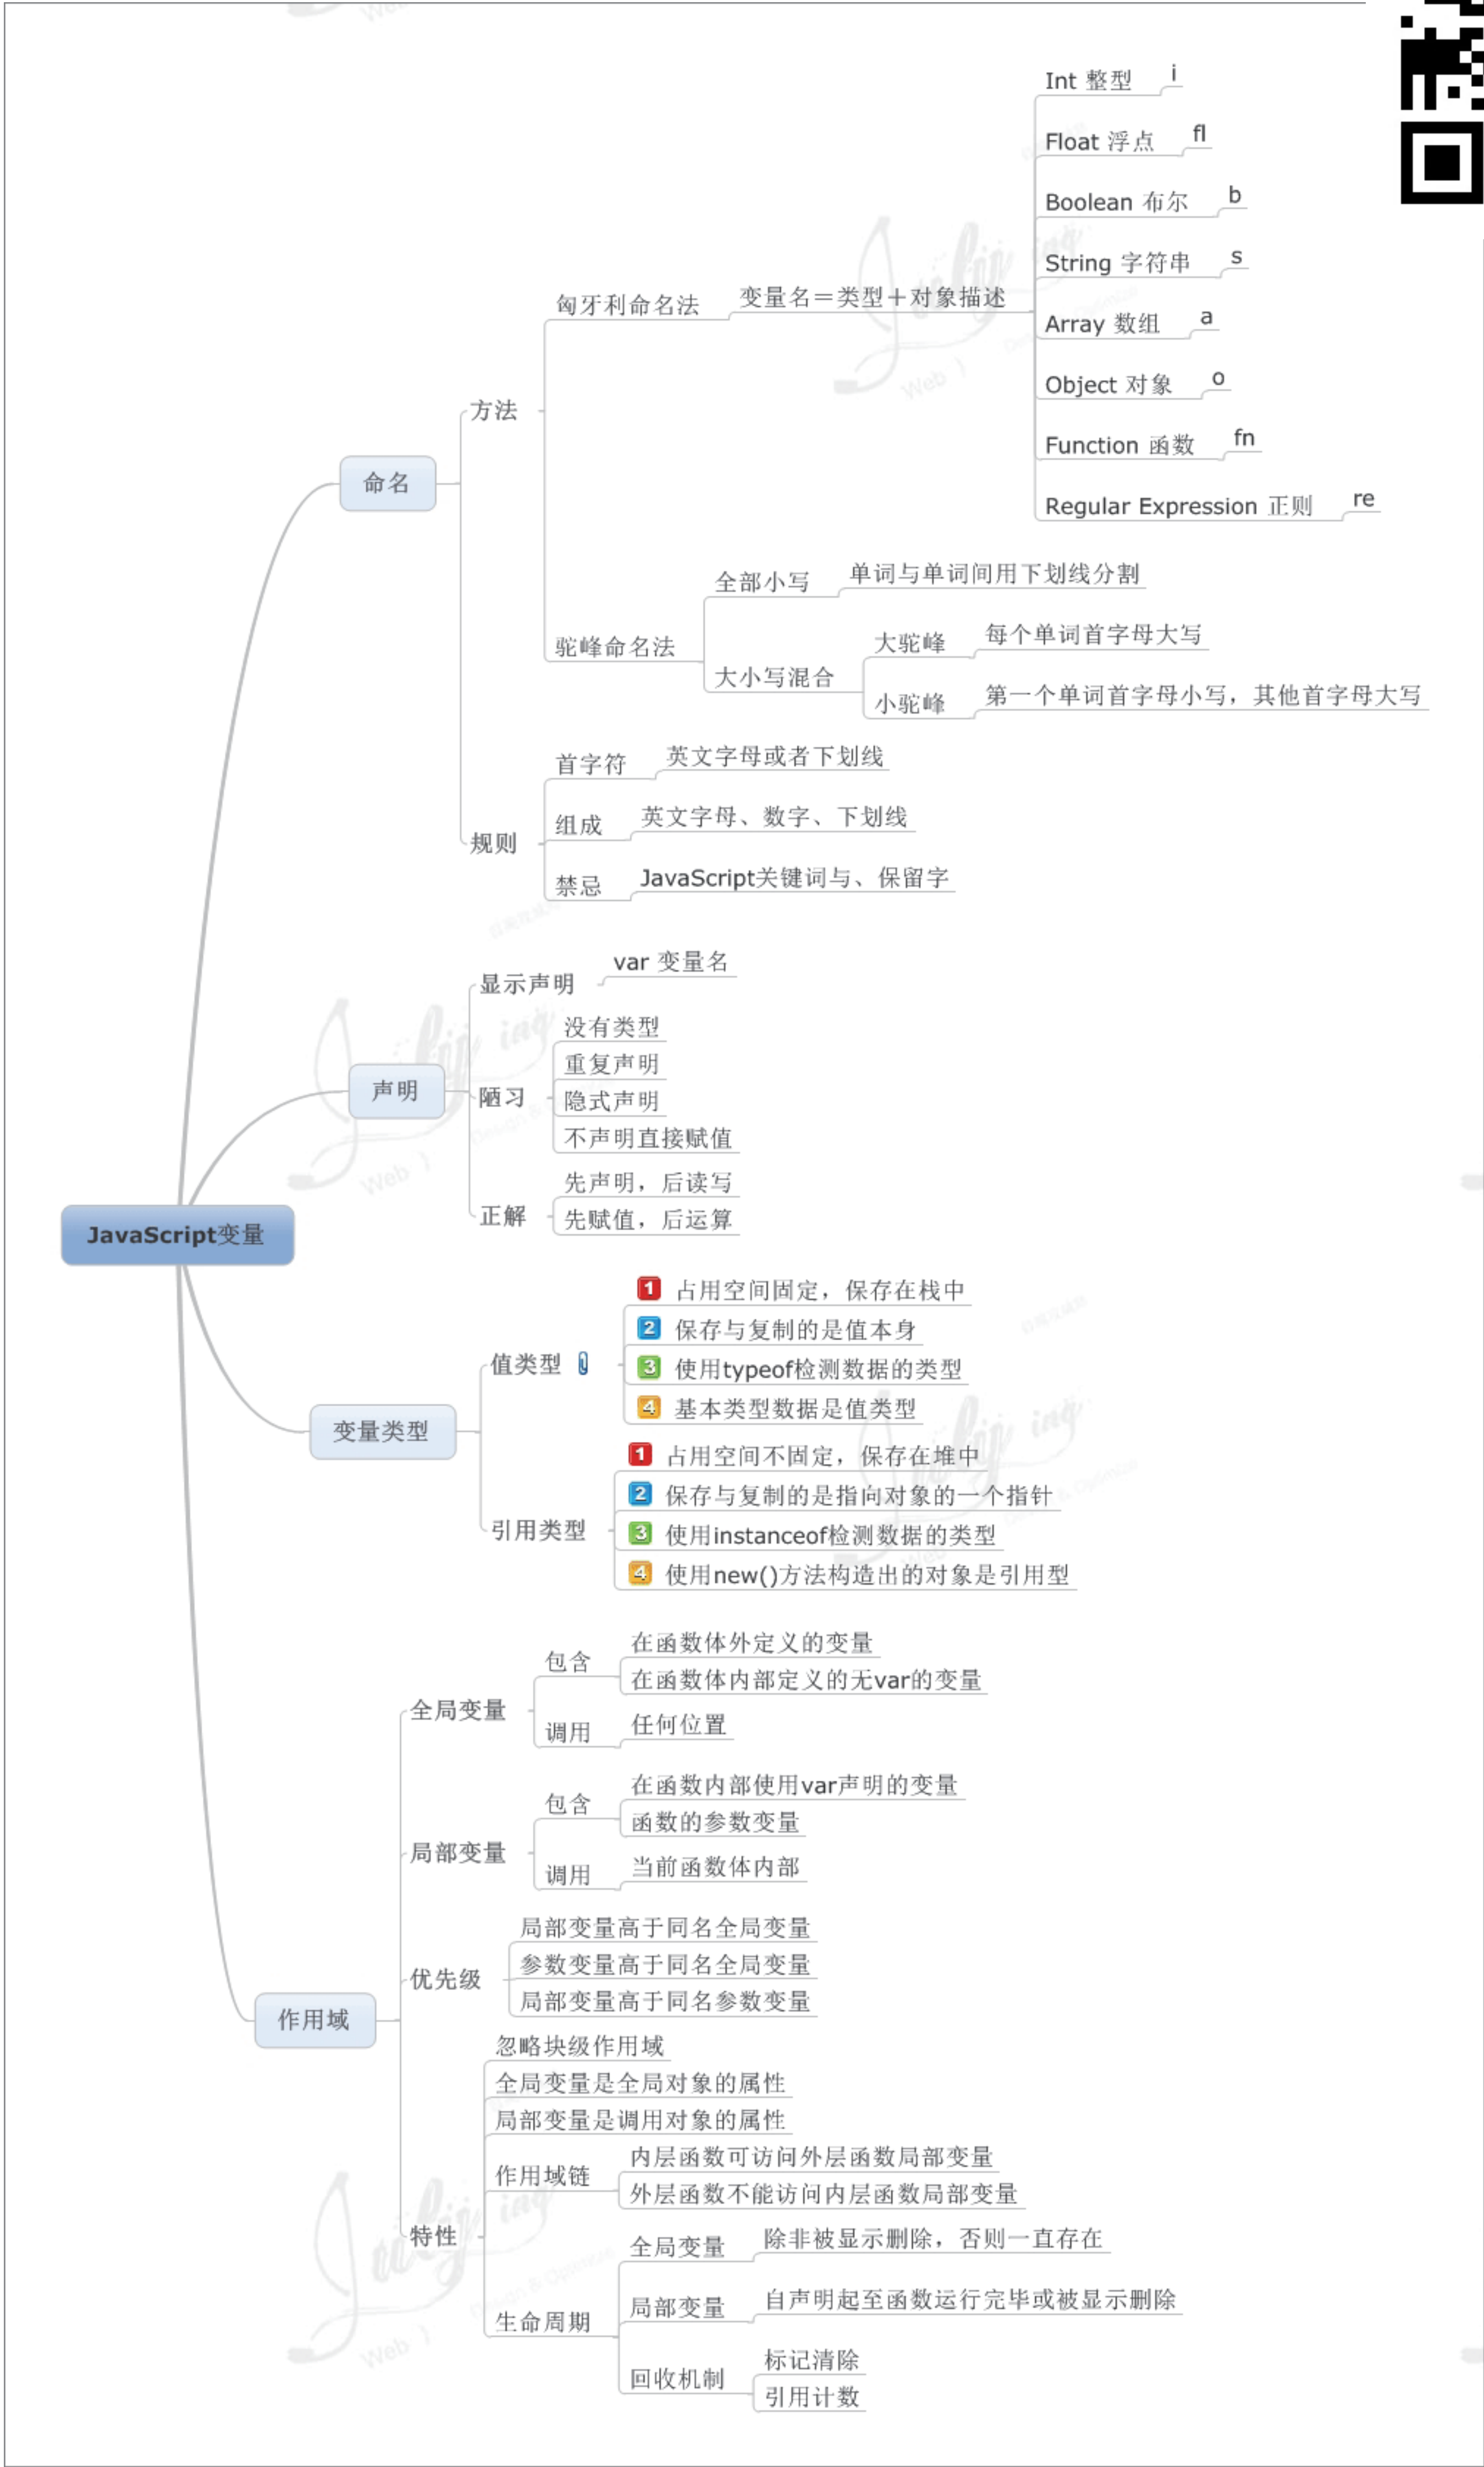 JavaScript变量
命名
方法
匈牙利命名法
变量名＝类型＋对象描述
Int 整型
i
Float 浮点
fl
Boolean 布尔
b
String 字符串
s
Array 数组
a
Object 对象
o
Function 函数
fn
Regular Expression 正则
re
驼峰命名法
全部小写
单词与单词间用下划线分割
大小写混合
大驼峰
每个单词首字母大写
小驼峰
第一个单词首字母小写，其他首字母大写
规则
首字符
英文字母或者下划线
组成
英文字母、数字、下划线
禁忌
JavaScript关键词与、保留字
声明
显示声明
var 变量名
陋习
没有类型
重复声明
隐式声明
不声明直接赋值
正解
先声明，后读写
先赋值，后运算
变量类型
值类型
1 占用空间固定，保存在栈中
2 保存与复制的是值本身
3 使用typeof检测数据的类型
4 基本类型数据是值类型
引用类型
1 占用空间不固定，保存在堆中
2 保存与复制的是指向对象的一个指针
3 使用instanceof检测数据的类型
4 使用new()方法构造出的对象是引用型
作用域
全局变量
包含
在函数体外定义的变量
在函数体内部定义的无var的变量
调用
任何位置
局部变量
包含
在函数内部使用var声明的变量
函数的参数变量
调用
当前函数体内部
优先级
局部变量高于同名全局变量
参数变量高于同名全局变量
局部变量高于同名参数变量
特性
忽略块级作用域
全局变量是全局对象的属性
局部变量是调用对象的属性
作用域链
内层函数可访问外层函数局部变量
外层函数不能访问内层函数局部变量
生命周期
全局变量
除非被显示删除，否则一直存在
局部变量
自声明起至函数运行完毕或被显示删除
回收机制
标记清除
引用计数